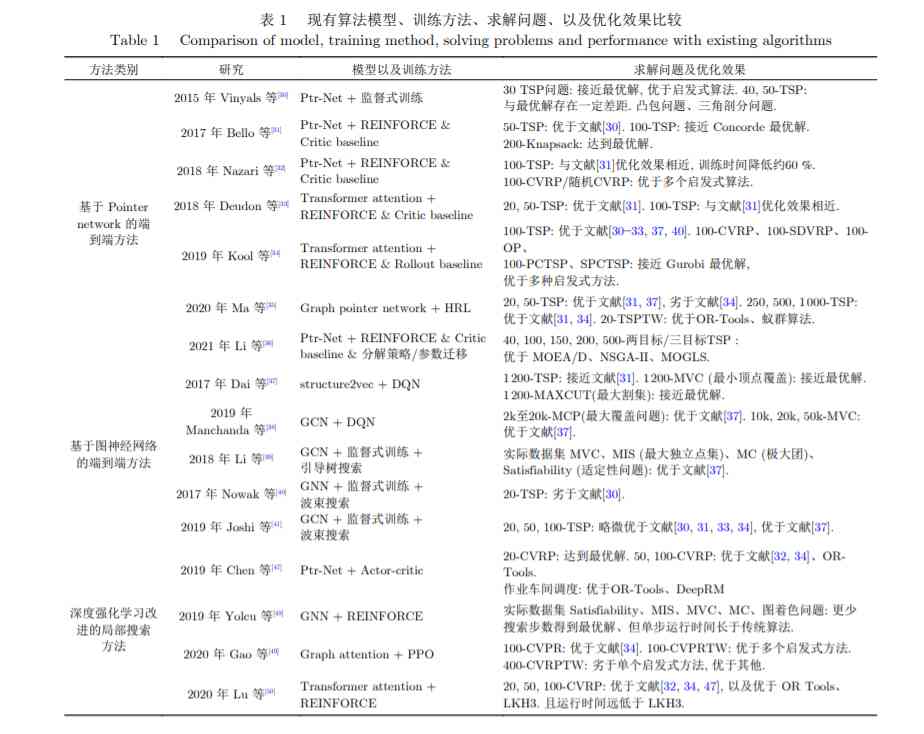 表 1 现有算法模型、训练方法、求解问题、以及优化效果比较
Table 1 Comparison of model, training method, solving problems and performance with existing algorithms
方法类别 研究 模型以及训练方法 求解问题及优化效果
基于 Pointer
network 的端
到端方法
2015 年 Vinyals 等[30] Ptr-Net + 监督式训练
30 TSP问题: 接近最优解, 优于启发式算法. 40, 50-TSP:
与最优解存在一定差距. 凸包问题、三角剖分问题.
2017 年 Bello 等[31]
Ptr-Net + REINFORCE &
Critic baseline
50-TSP: 优于文献[30]. 100-TSP: 接近 Concorde 最优解.
200-Knapsack: 达到最优解.
2018 年 Nazari 等[32]
Ptr-Net + REINFORCE &
Critic baseline
100-TSP: 与文献[31]优化效果相近, 训练时间降低约60 %.
100-CVRP/随机CVRP: 优于多个启发式算法.
2018 年 Deudon 等[33]
Transformer attention +
REINFORCE & Critic baseline
20, 50-TSP: 优于文献[31]. 100-TSP: 与文献[31]优化效果相近.
2019 年 Kool 等[34]
Transformer attention +
REINFORCE & Rollout baseline
100-TSP: 优于文献[30−33, 37, 40]. 100-CVRP、100-SDVRP、100-
OP、
100-PCTSP、SPCTSP: 接近 Gurobi 最优解,
优于多种启发式方法.
2020 年 Ma 等[35] Graph pointer network + HRL
20, 50-TSP: 优于文献[31, 37], 劣于文献[34]. 250, 500, 1000-TSP:
优于文献[31, 34]. 20-TSPTW: 优于OR-Tools、蚁群算法.
2021 年 Li 等[36]
Ptr-Net + REINFORCE & Critic
baseline & 分解策略/参数迁移
40, 100, 150, 200, 500-两目标/三目标TSP :
优于 MOEA/D、NSGA-II、MOGLS.
基于图神经网络
的端到端方法
2017 年 Dai 等[37] structure2vec + DQN
1200-TSP: 接近文献[31]. 1200-MVC (最小顶点覆盖): 接近最优解.
1200-MAXCUT(最大割集): 接近最优解.
2019 年
Manchanda 等[38]
GCN + DQN
2k至20k-MCP(最大覆盖问题): 优于文献[37]. 10k, 20k, 50k-MVC:
优于文献[37].
2018 年 Li 等[39]
GCN + 监督式训练 +
引导树搜索
实际数据集 MVC、MIS (最大独立点集)、MC (极大团)、
Satisfiability (适定性问题): 优于文献[37].
2017 年 Nowak 等[40]
GNN + 监督式训练 +
波束搜索
20-TSP: 劣于文献[30].
2019 年 Joshi 等[41]
GCN + 监督式训练 +
波束搜索
20, 50, 100-TSP: 略微优于文献[30, 31, 33, 34], 优于文献[37].
深度强化学习改
进的局部搜索
方法
2019 年 Chen 等[47] Ptr-Net + Actor-critic
20-CVRP: 达到最优解. 50, 100-CVRP: 优于文献[32, 34]、OR-
Tools.
作业车间调度: 优于OR-Tools、DeepRM
2019 年 Yolcu 等[48] GNN + REINFORCE
实际数据集 Satisfiability、MIS、MVC、MC、图着色问题: 更少
搜索步数得到最优解、但单步运行时间长于传统算法.
2020 年 Gao 等[49] Graph attention + PPO
100-CVPR: 优于文献[34]. 100-CVPRTW: 优于多个启发式方法.
400-CVRPTW: 劣于单个启发式方法, 优于其他.
2020 年 Lu 等[50]
Transformer attention +
REINFORCE
20, 50, 100-CVRP: 优于文献[32, 34, 47], 以及优于 OR Tools、
LKH3. 且运行时间远低于 LKH3.